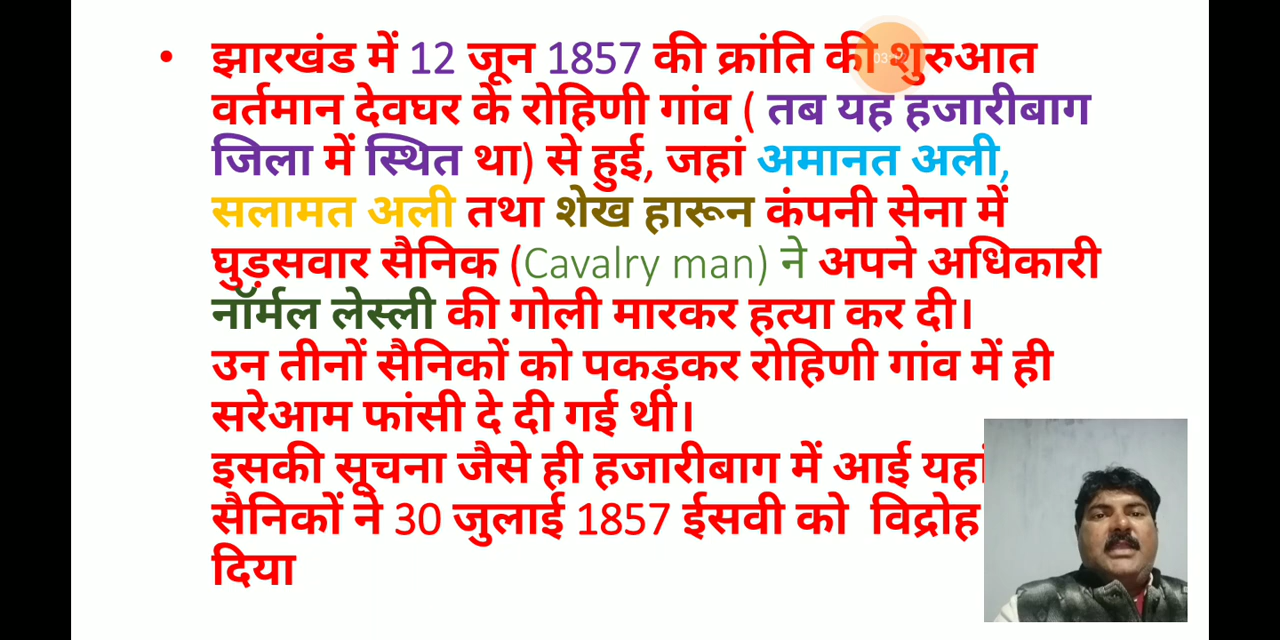 • झारखंड में 12 जून 1857 की क्रांति की शुरुआत
वर्तमान देवघर के रोहिणी गांव ( तब यह हजारीबाग
जिला में स्थित था) से हुई, जहां अमानत अली,
सलामत अली तथा शेख हारून कंपनी सेना में
घुड़सवार सैनिक (Cavalry man) ने अपने अधिकारी
नॉर्मल लेस्ली की गोली मारकर हत्या कर दी।
उन तीनों सैनिकों को पकड़कर रोहिणी गांव में ही
सरेआम फांसी दे दी गई थी।
इसकी सूचना जैसे ही हजारीबाग में आई यहां
सैनिकों ने 30 जुलाई 1857 ईसवी को विद्रोह
दिया